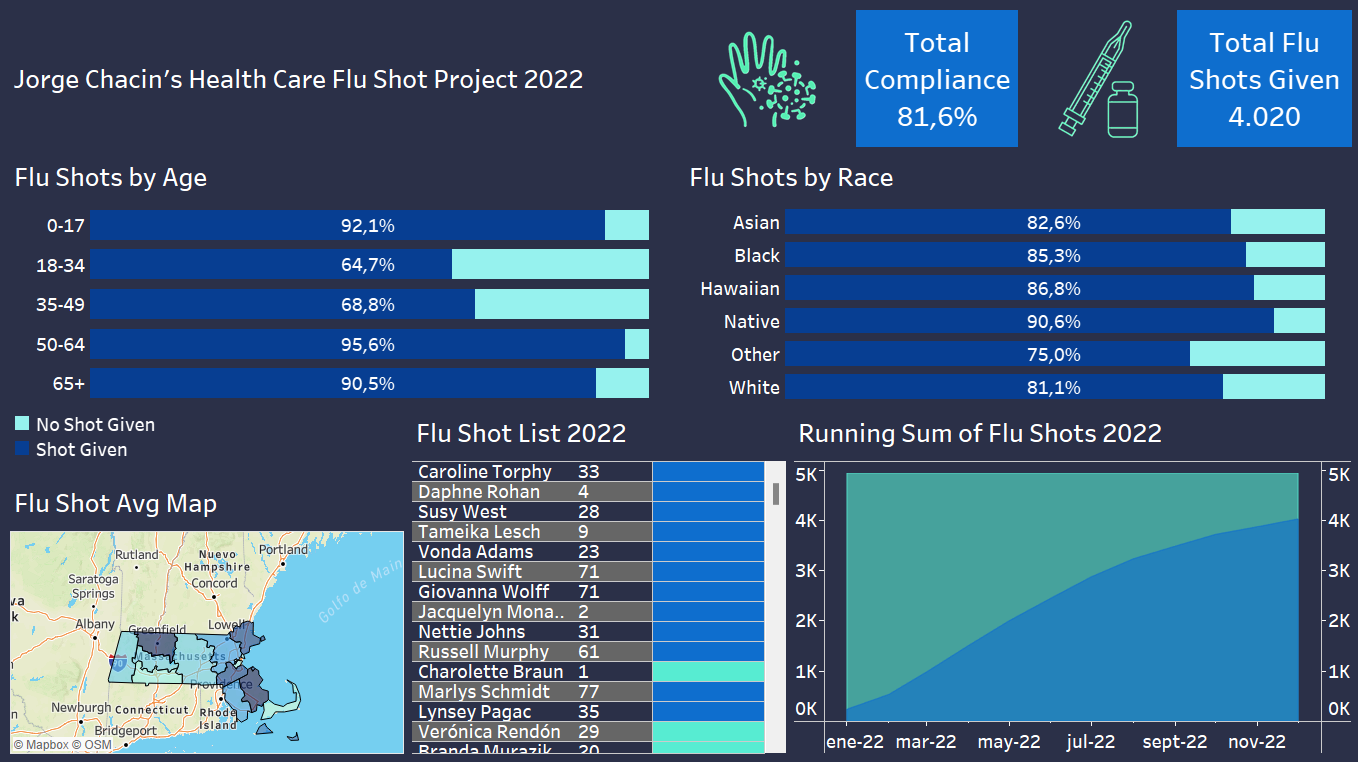 Jorge Chacin's Health Care Flu Shot Project 2022
Total
Compliance
81,6%
Total Flu
Shots Given
4.020
Flu Shots by Age
0-17 92,1%
18-34 64,7%
35-49 68,8%
50-64 95,6%
65+ 90,5%
No Shot Given
Shot Given
Flu Shots by Race
Asian 82,6%
Black 85,3%
Hawaiian 86,8%
Native 90,6%
Other 75,0%
White 81,1%
Flu Shot Avg Map
Rutland
Nuevo
Hampshire
Portland
Saratoga
Springs
Concord
Golfo de Main
va
k
Albany
Greenfield
Lowell
90
Massachusetts
Providence
Newburgh
Connecticut
Rhode
Island
n
Bridgeport
© Mapbox © OSM
Flu Shot List 2022
Caroline Torphy 33
Daphne Rohan 4
Susy West 28
Tameika Lesch 9
Vonda Adams 23
Lucina Swift 71
Giovanna Wolff 71
Jacquelyn Mona.. 2
Nettie Johns 31
Russell Murphy 61
Charolette Braun 1
Marlys Schmidt 77
Lynsey Pagac 35
Verónica Rendón 29
Branda Murazik 20
Running Sum of Flu Shots 2022
5K 5K
4K 4K
3K 3K
2K 2K
1K 1K
0K 0K
ene-22 mar-22 may-22 jul-22 sept-22 nov-22